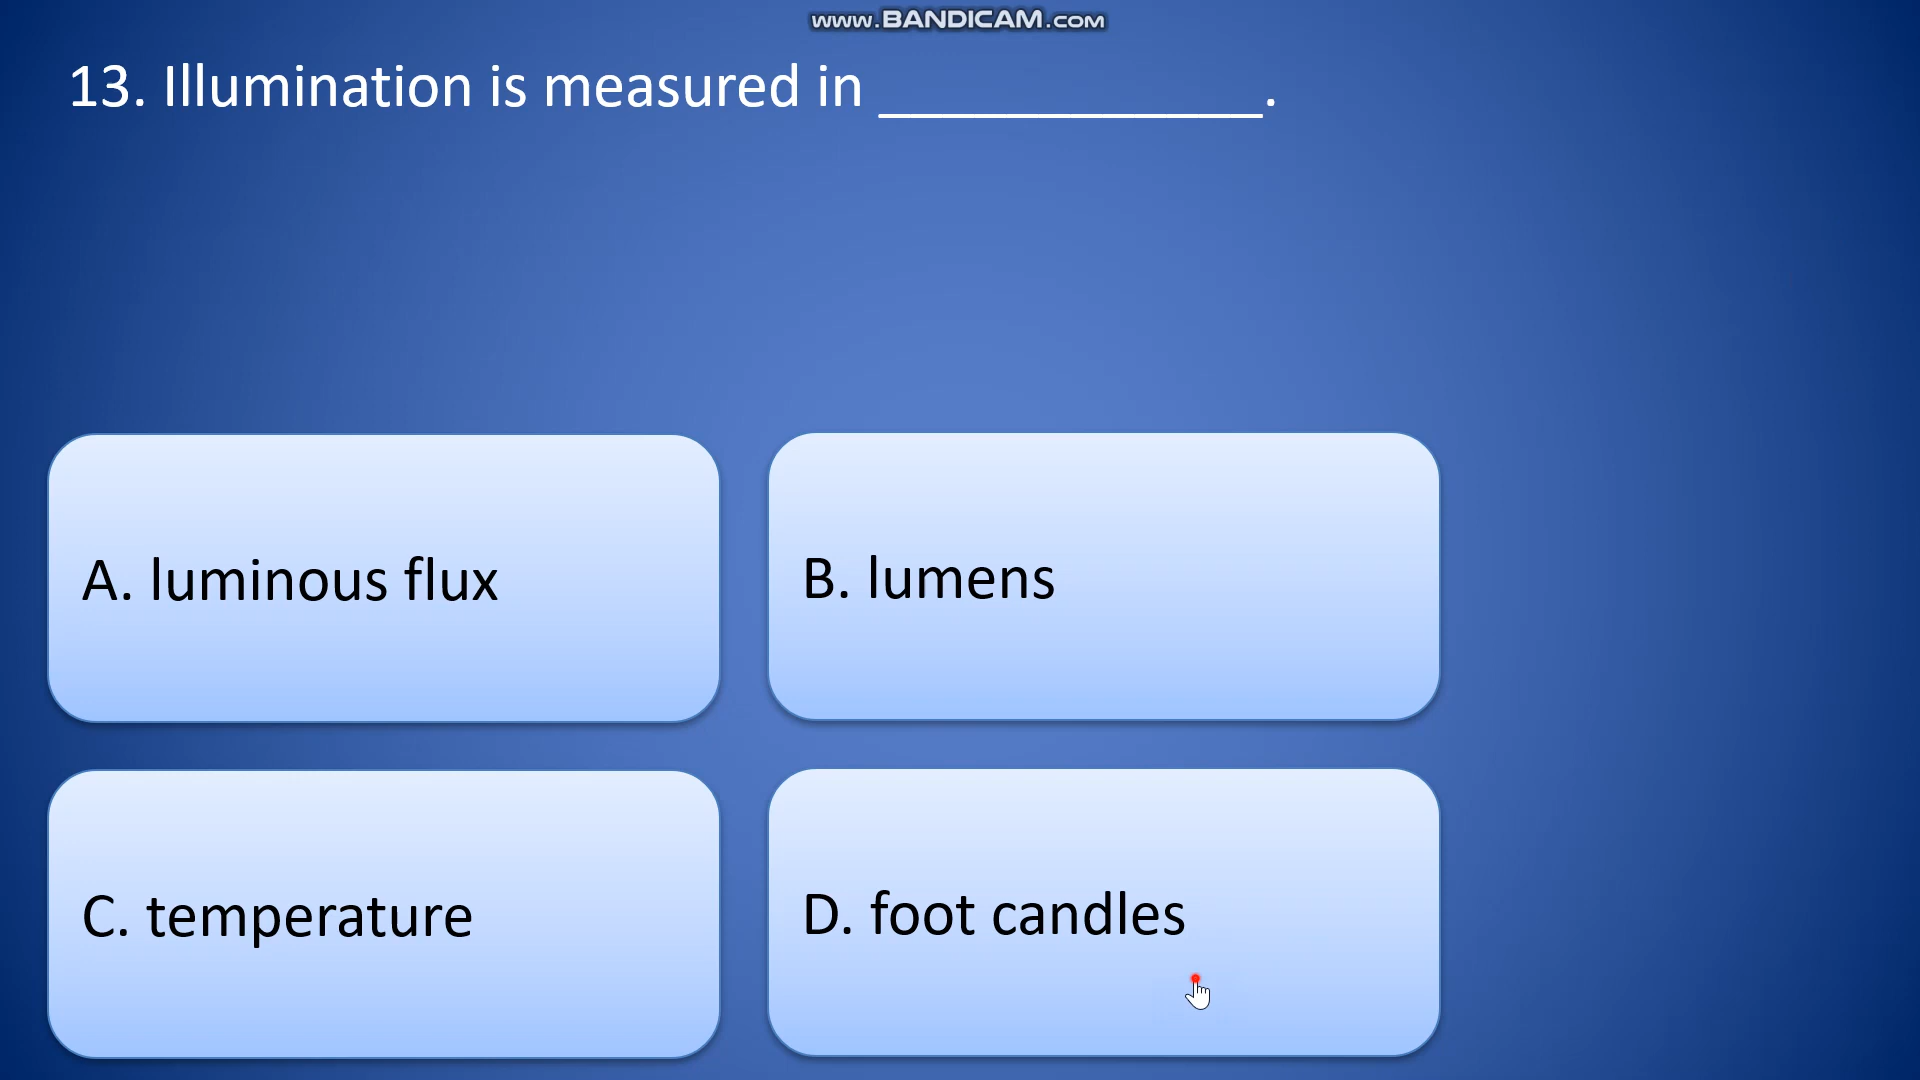 www.BANDICAM.com
13. Illumination is measured in ____________.
A. luminous flux
B. lumens
C. temperature
D. foot candles